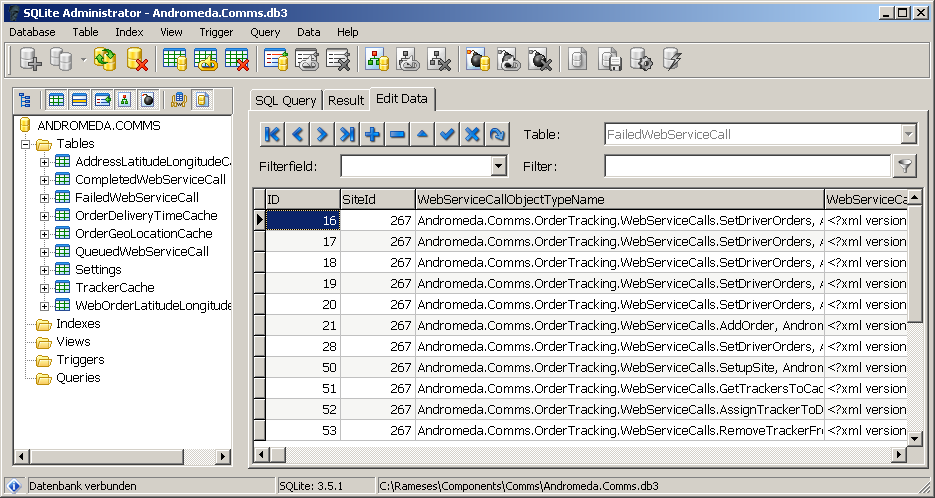 SQLite Administrator - Andromeda.Comms.db3
Database Table Index View Trigger Query Data Help
SQL Query Result Edit Data
ANDROMEDA.COMMS
Tables
AddressLatitudeLongitudeCa
CompletedWebServiceCall
FailedWebServiceCall
OrderDeliveryTimeCache
OrderGeoLocationCache
QueuedWebServiceCall
Settings
TrackerCache
WebOrderLatitudeLongitude
Indexes
Views
Triggers
Queries
Table: FailedWebServiceCall
Filterfield: Filter:
ID SiteId WebServiceCallObjectTypeName WebServiceCa
16 267 Andromeda.Comms.OrderTracking.WebServiceCalls.SetDriverOrders, A <?xml version
17 267 Andromeda.Comms.OrderTracking.WebServiceCalls.SetDriverOrders, A <?xml version
18 267 Andromeda.Comms.OrderTracking.WebServiceCalls.SetDriverOrders, A <?xml version
19 267 Andromeda.Comms.OrderTracking.WebServiceCalls.SetDriverOrders, A <?xml version
20 267 Andromeda.Comms.OrderTracking.WebServiceCalls.SetDriverOrders, A <?xml version
21 267 Andromeda.Comms.OrderTracking.WebServiceCalls.AddOrder, Androm <?xml version
28 267 Andromeda.Comms.OrderTracking.WebServiceCalls.SetDriverOrders, A <?xml version
50 267 Andromeda.Comms.OrderTracking.WebServiceCalls.SetupSite, Androm <?xml version
51 267 Andromeda.Comms.OrderTracking.WebServiceCalls.GetTrackersToCac <?xml version
52 267 Andromeda.Comms.OrderTracking.WebServiceCalls.AssignTrackerToD <?xml version
53 267 Andromeda.Comms.OrderTracking.WebServiceCalls.RemoveTrackerFr <?xml version
Datenbank verbunden SQLite: 3.5.1 C:\Rameses\Components\Comms\Andromeda.Comms.db3